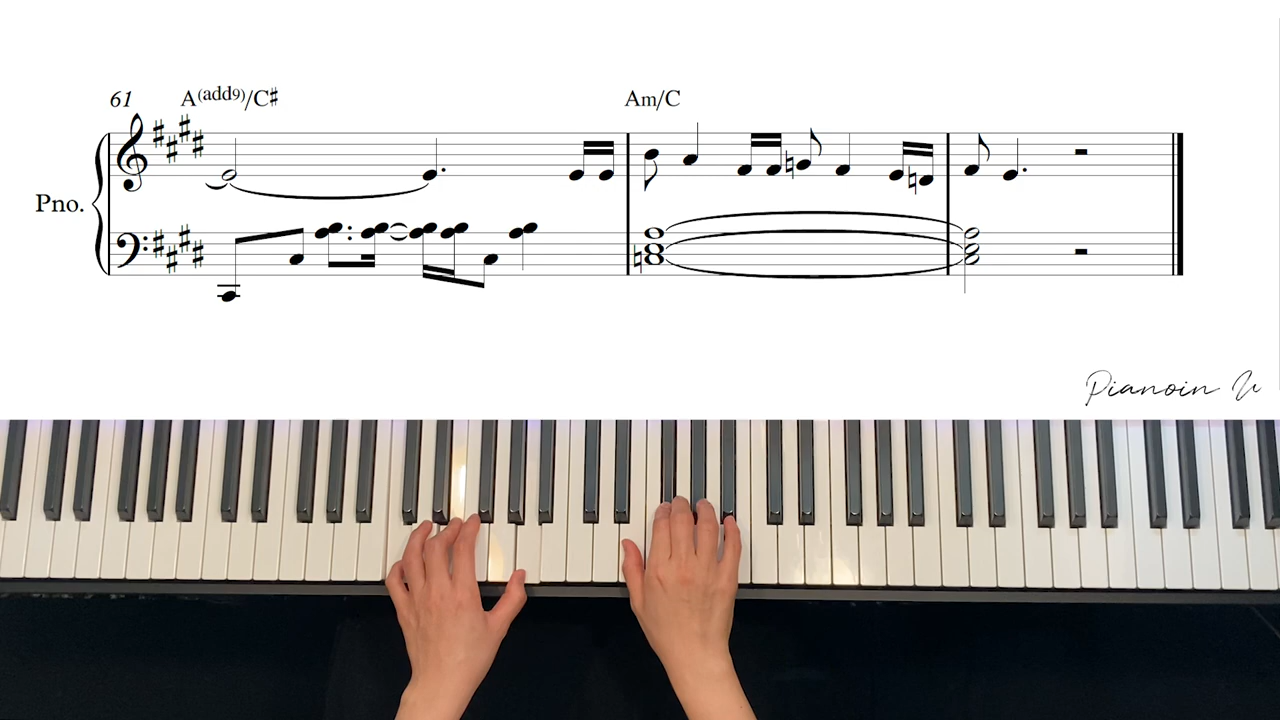 61 A(add9)/C♯ Am/C
Pno.
Pianoin U